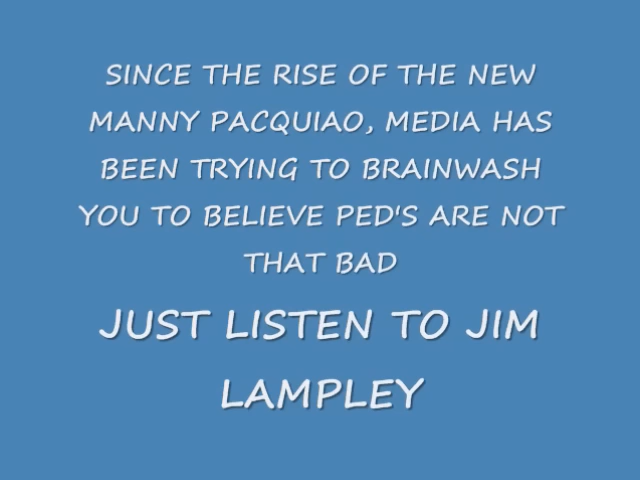 SINCE THE RISE OF THE NEW
MANNY PACQUIAO, MEDIA HAS
BEEN TRYING TO BRAINWASH
YOU TO BELIEVE PED'S ARE NOT
THAT BAD
JUST LISTEN TO JIM
LAMPLEY